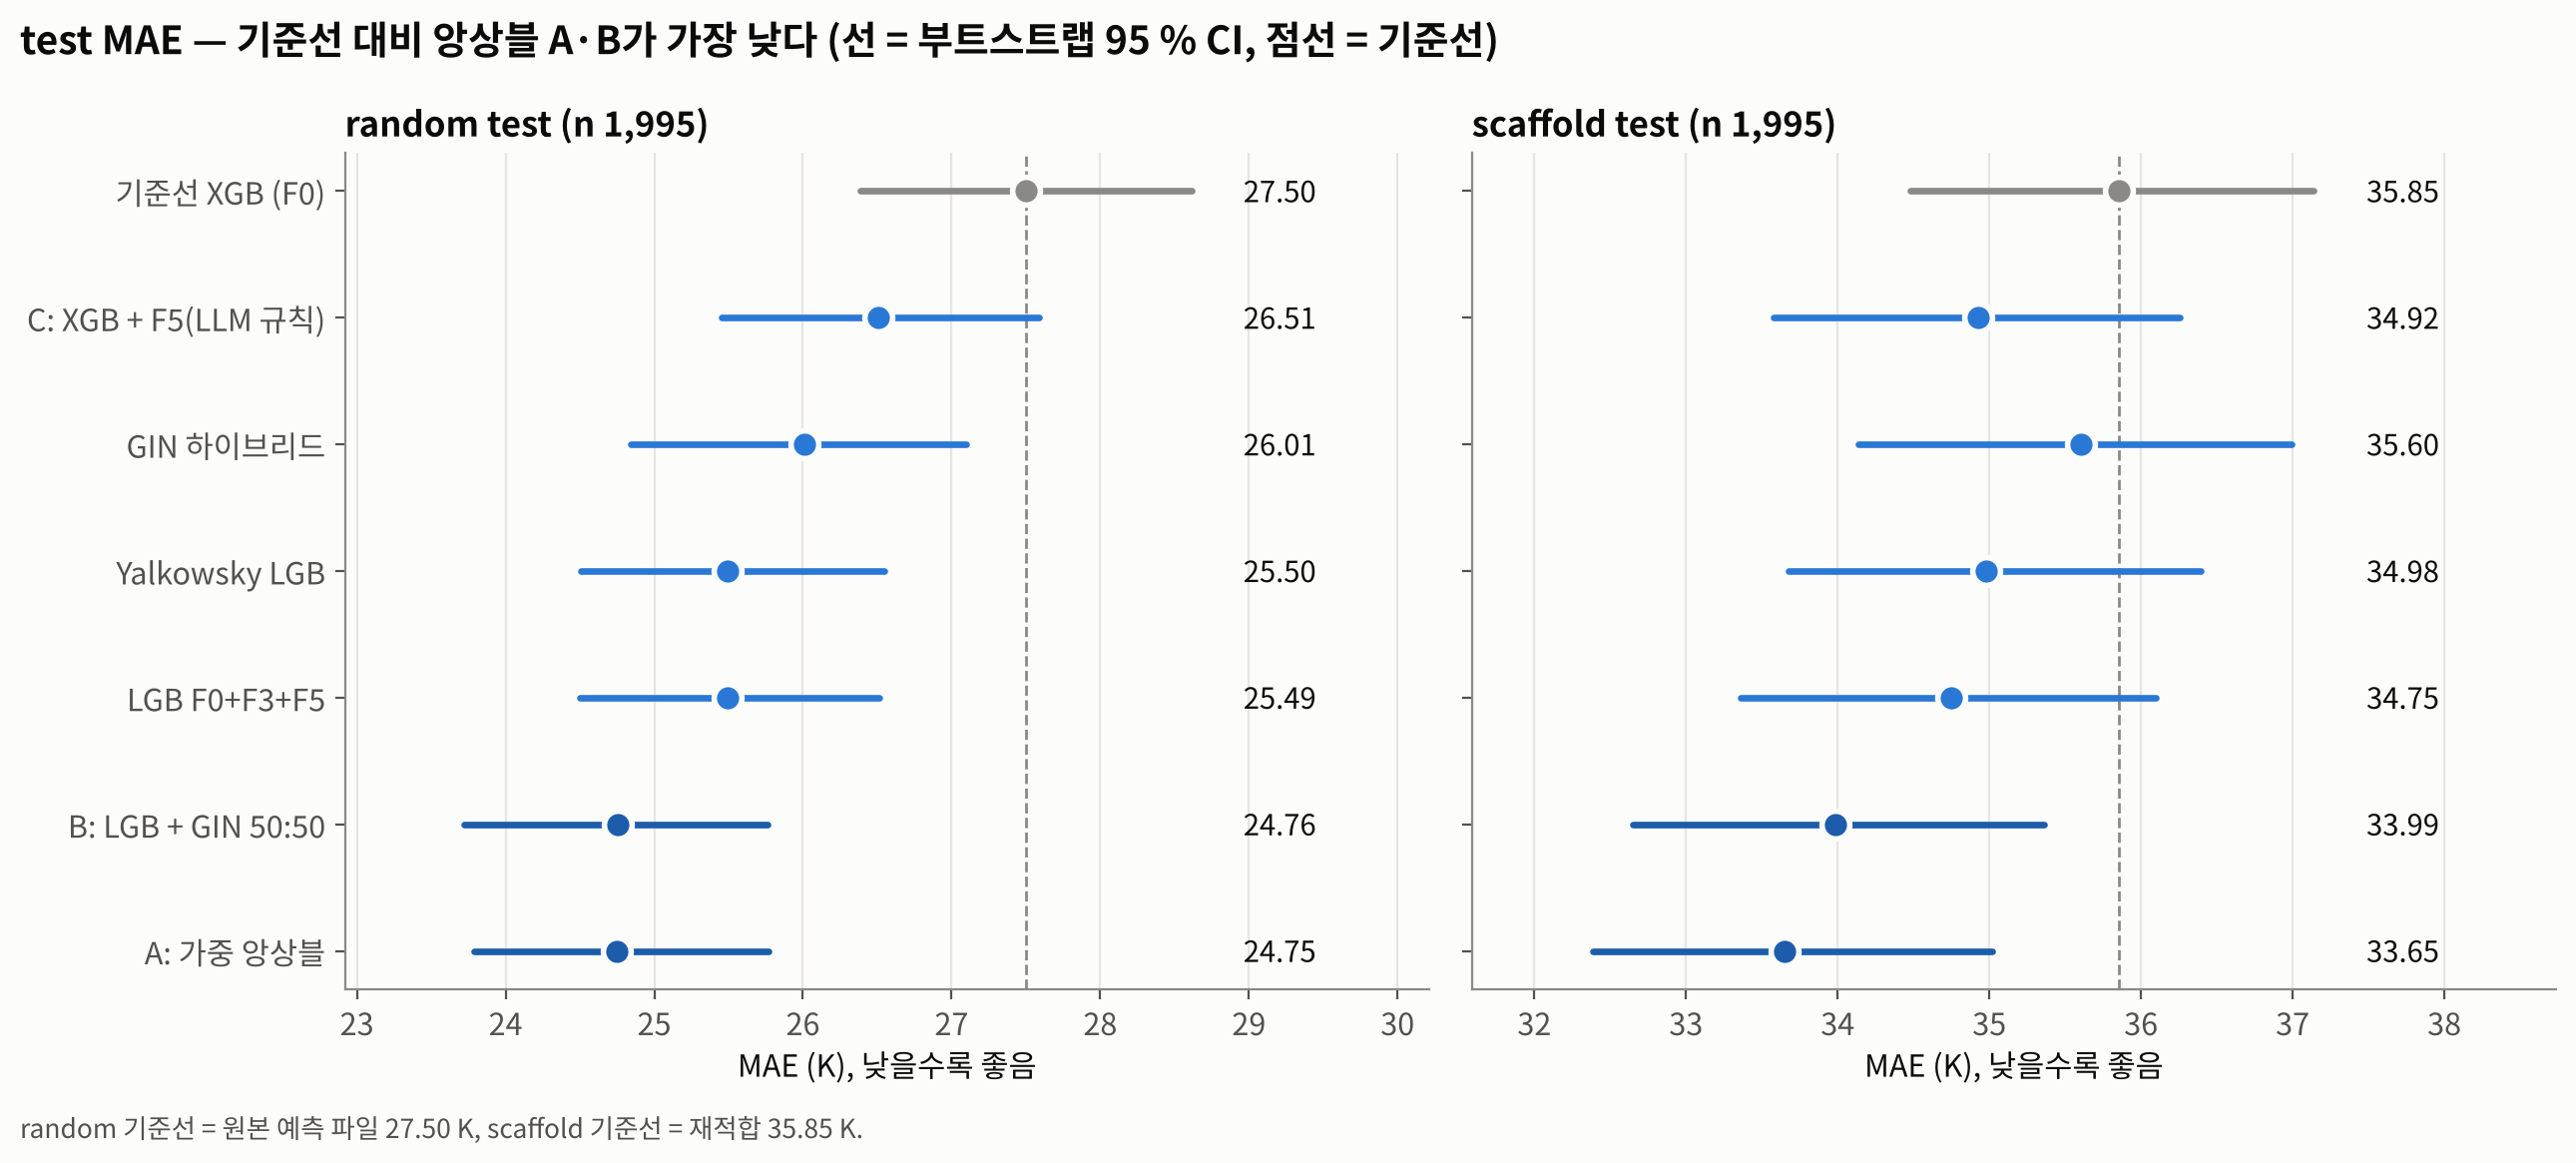 test MAE — 기준선 대비 앙상블 A·B가 가장 낮다 (선 = 부트스트랩 95 % CI, 점선 = 기준선)
random test (n 1,995)
기준선 XGB (F0)
27.50
C: XGB + F5(LLM 규칙)
26.51
GIN 하이브리드
26.01
Yalkowsky LGB
25.50
LGB F0+F3+F5
25.49
B: LGB + GIN 50:50
24.76
A: 가중 앙상블
24.75
23 24 25 26 27 28 29 30
MAE (K), 낮을수록 좋음
scaffold test (n 1,995)
35.85
34.92
35.60
34.98
34.75
33.99
33.65
32 33 34 35 36 37 38
MAE (K), 낮을수록 좋음
random 기준선 = 원본 예측 파일 27.50 K, scaffold 기준선 = 재적합 35.85 K.